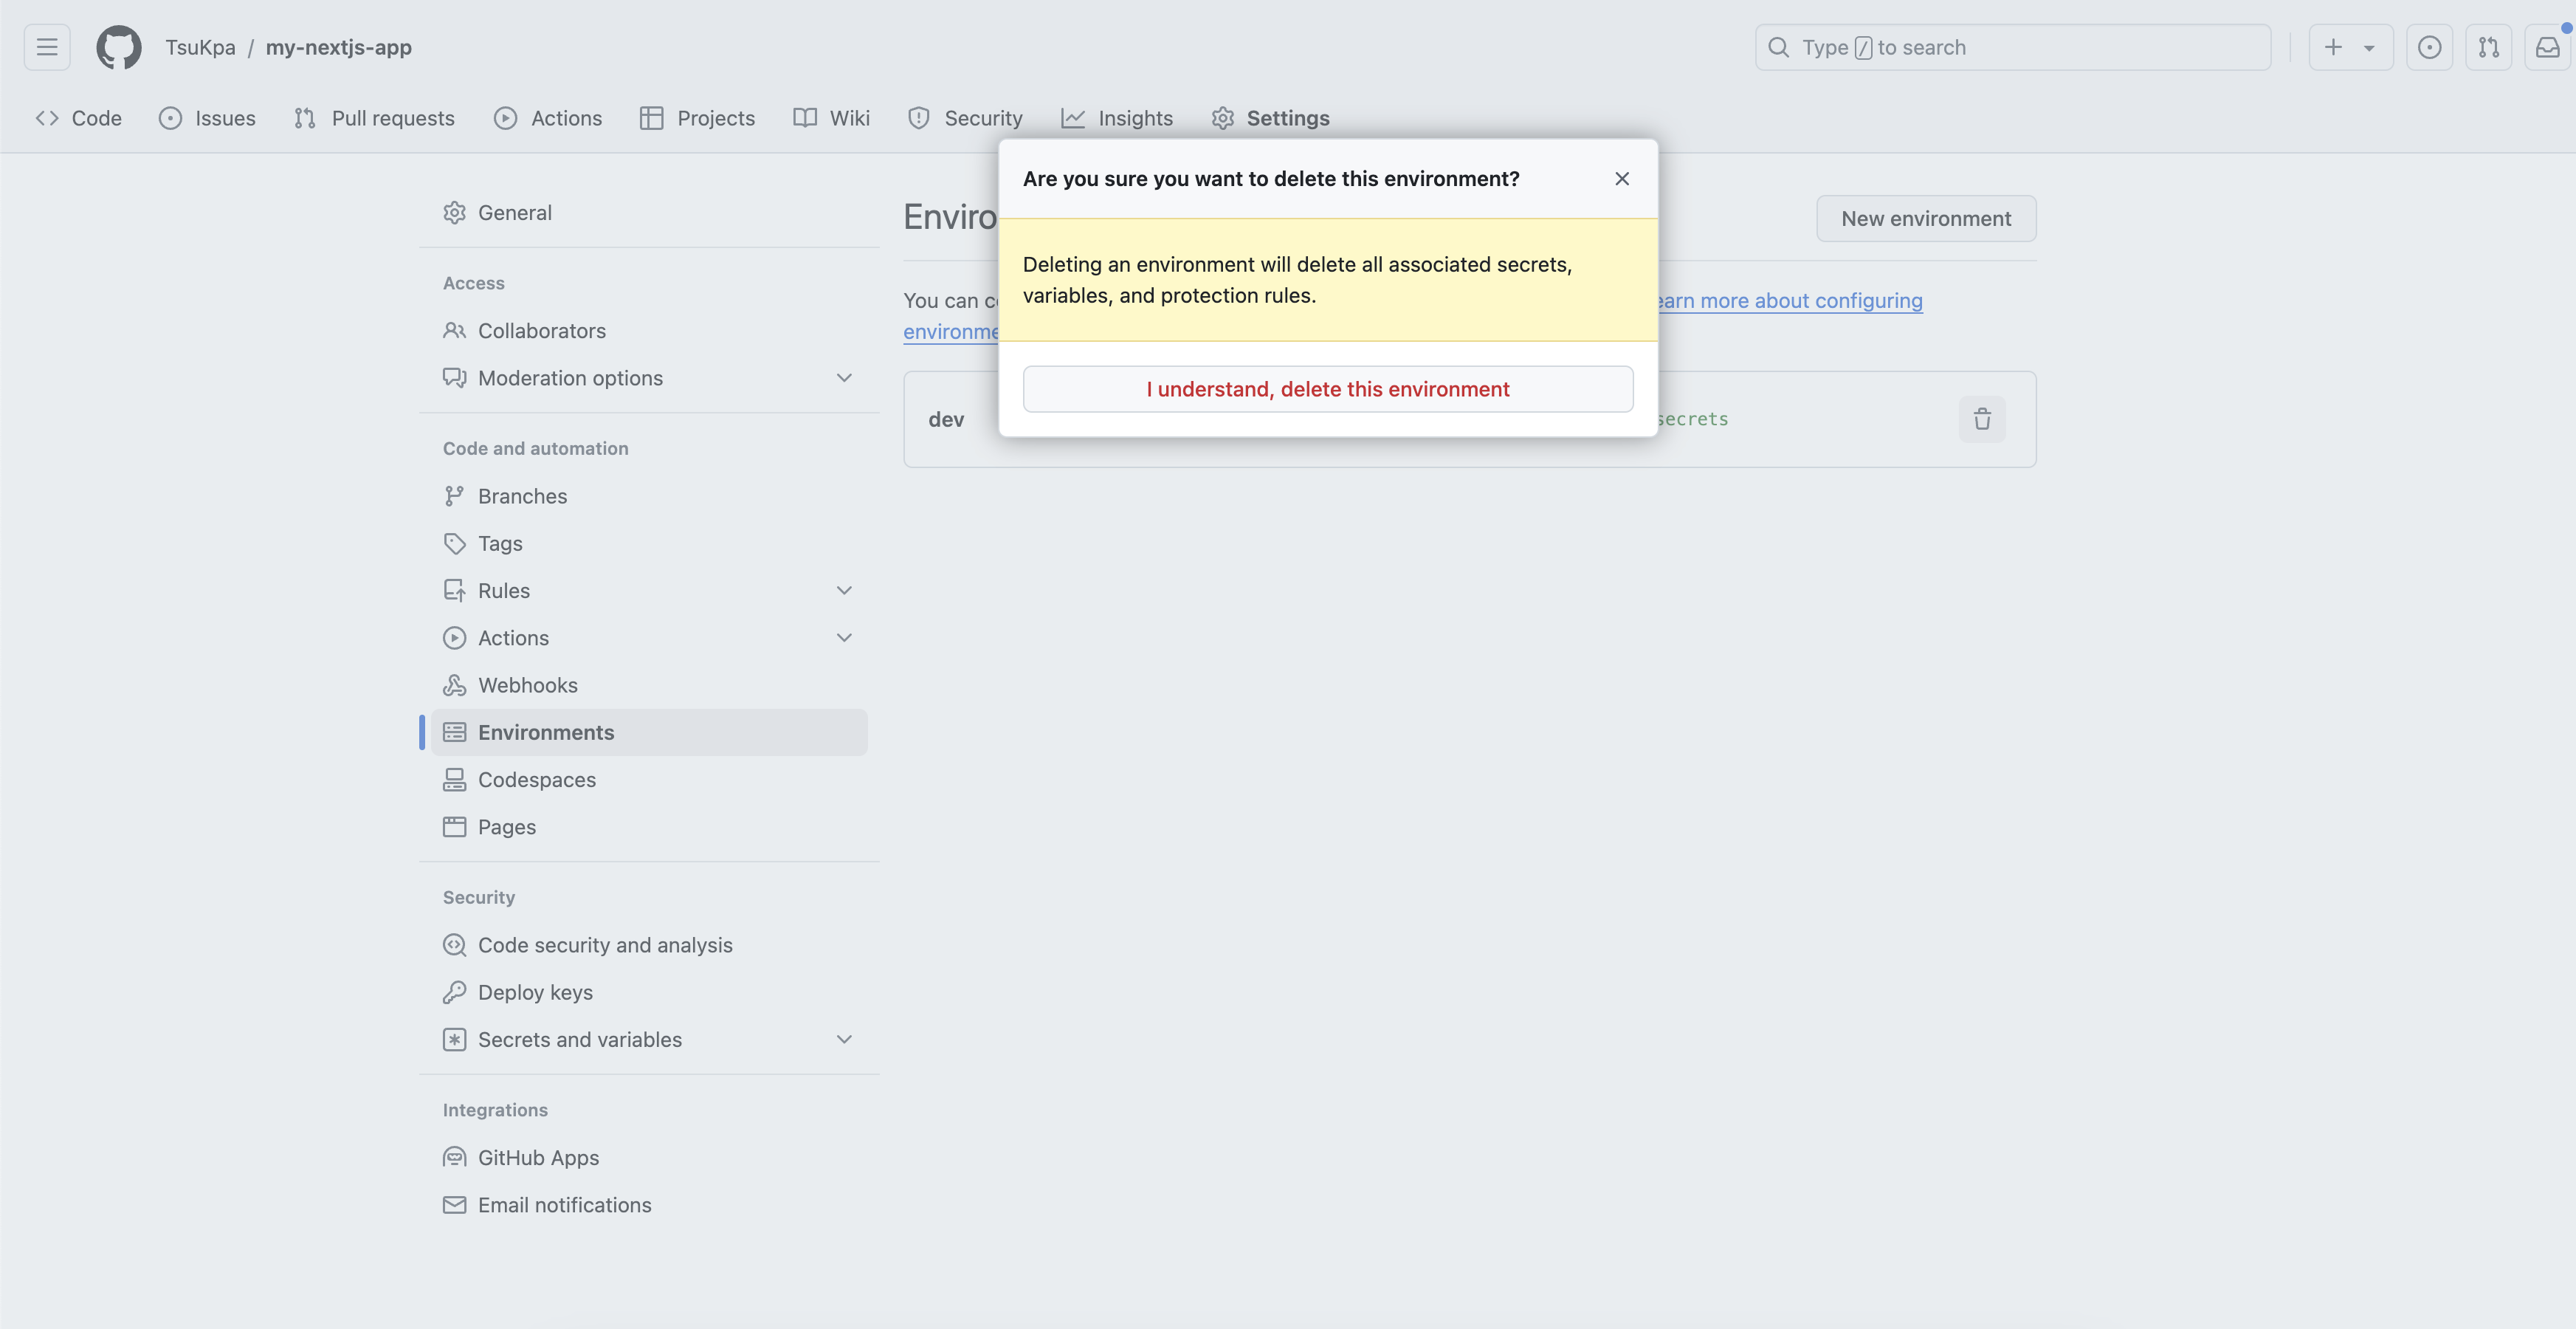 TsuKpa / my-nextjs-app
Type / to search
Code
Issues
Pull requests
Actions
Projects
Wiki
Security
Insights
Settings
General
Access
Collaborators
Moderation options
Code and automation
Branches
Tags
Rules
Actions
Webhooks
Environments
Codespaces
Pages
Security
Code security and analysis
Deploy keys
Secrets and variables
Integrations
GitHub Apps
Email notifications
New environment
You can
earn more about configuring
dev
secrets
Are you sure you want to delete this environment?
Deleting an environment will delete all associated secrets,
variables, and protection rules.
I understand, delete this environment